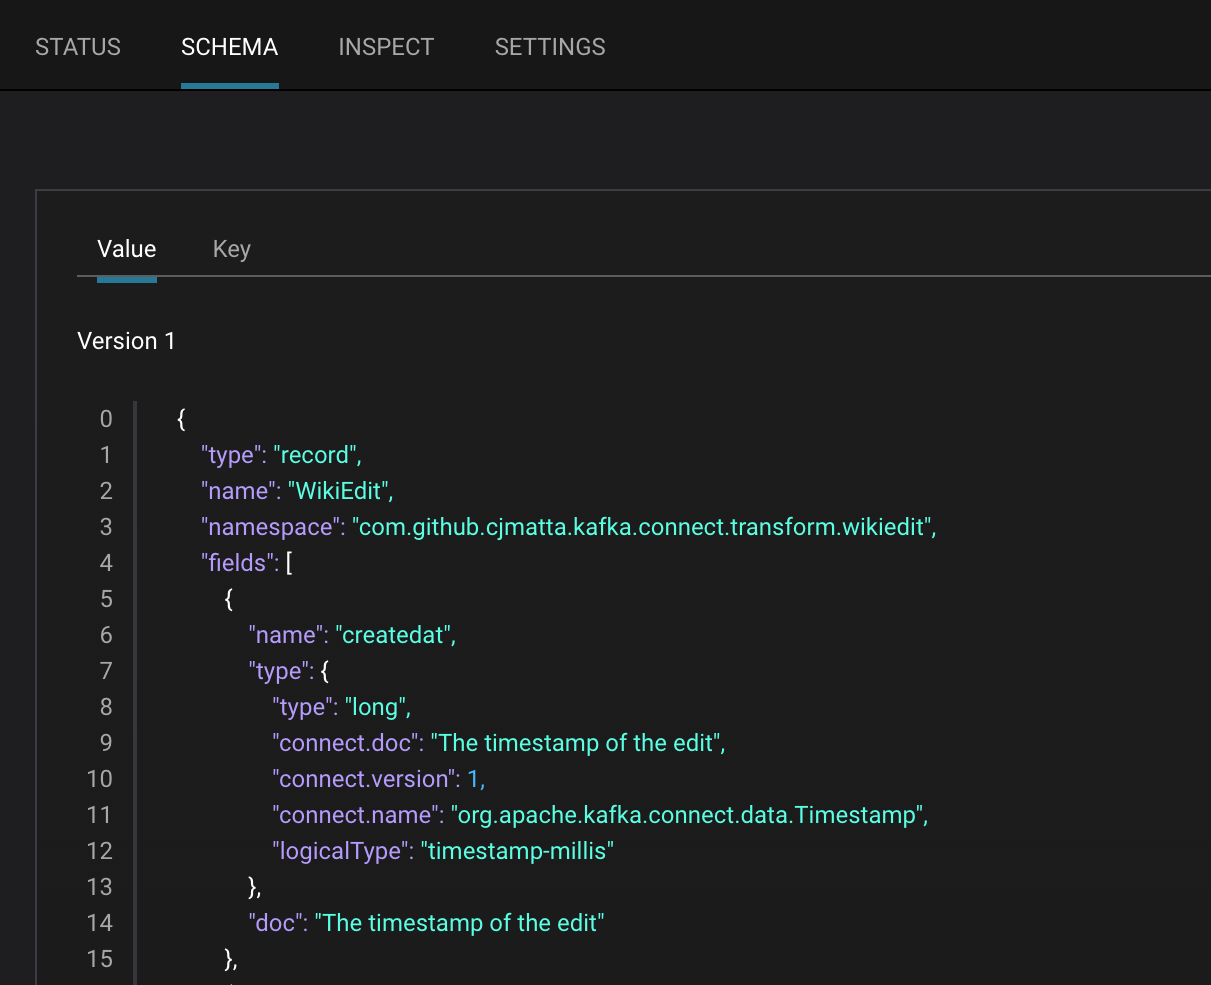 STATUS SCHEMA INSPECT SETTINGS
Value Key
Version 1
0 {
1 "type": "record",
2 "name": "WikiEdit",
3 "namespace": "com.github.cjmatta.kafka.connect.transform.wikiedit",
4 "fields": [
5 {
6 "name": "createdat",
7 "type": {
8 "type": "long",
9 "connect.doc": "The timestamp of the edit",
10 "connect.version": 1,
11 "connect.name": "org.apache.kafka.connect.data.Timestamp",
12 "logicalType": "timestamp-millis"
13 },
14 "doc": "The timestamp of the edit"
15 },